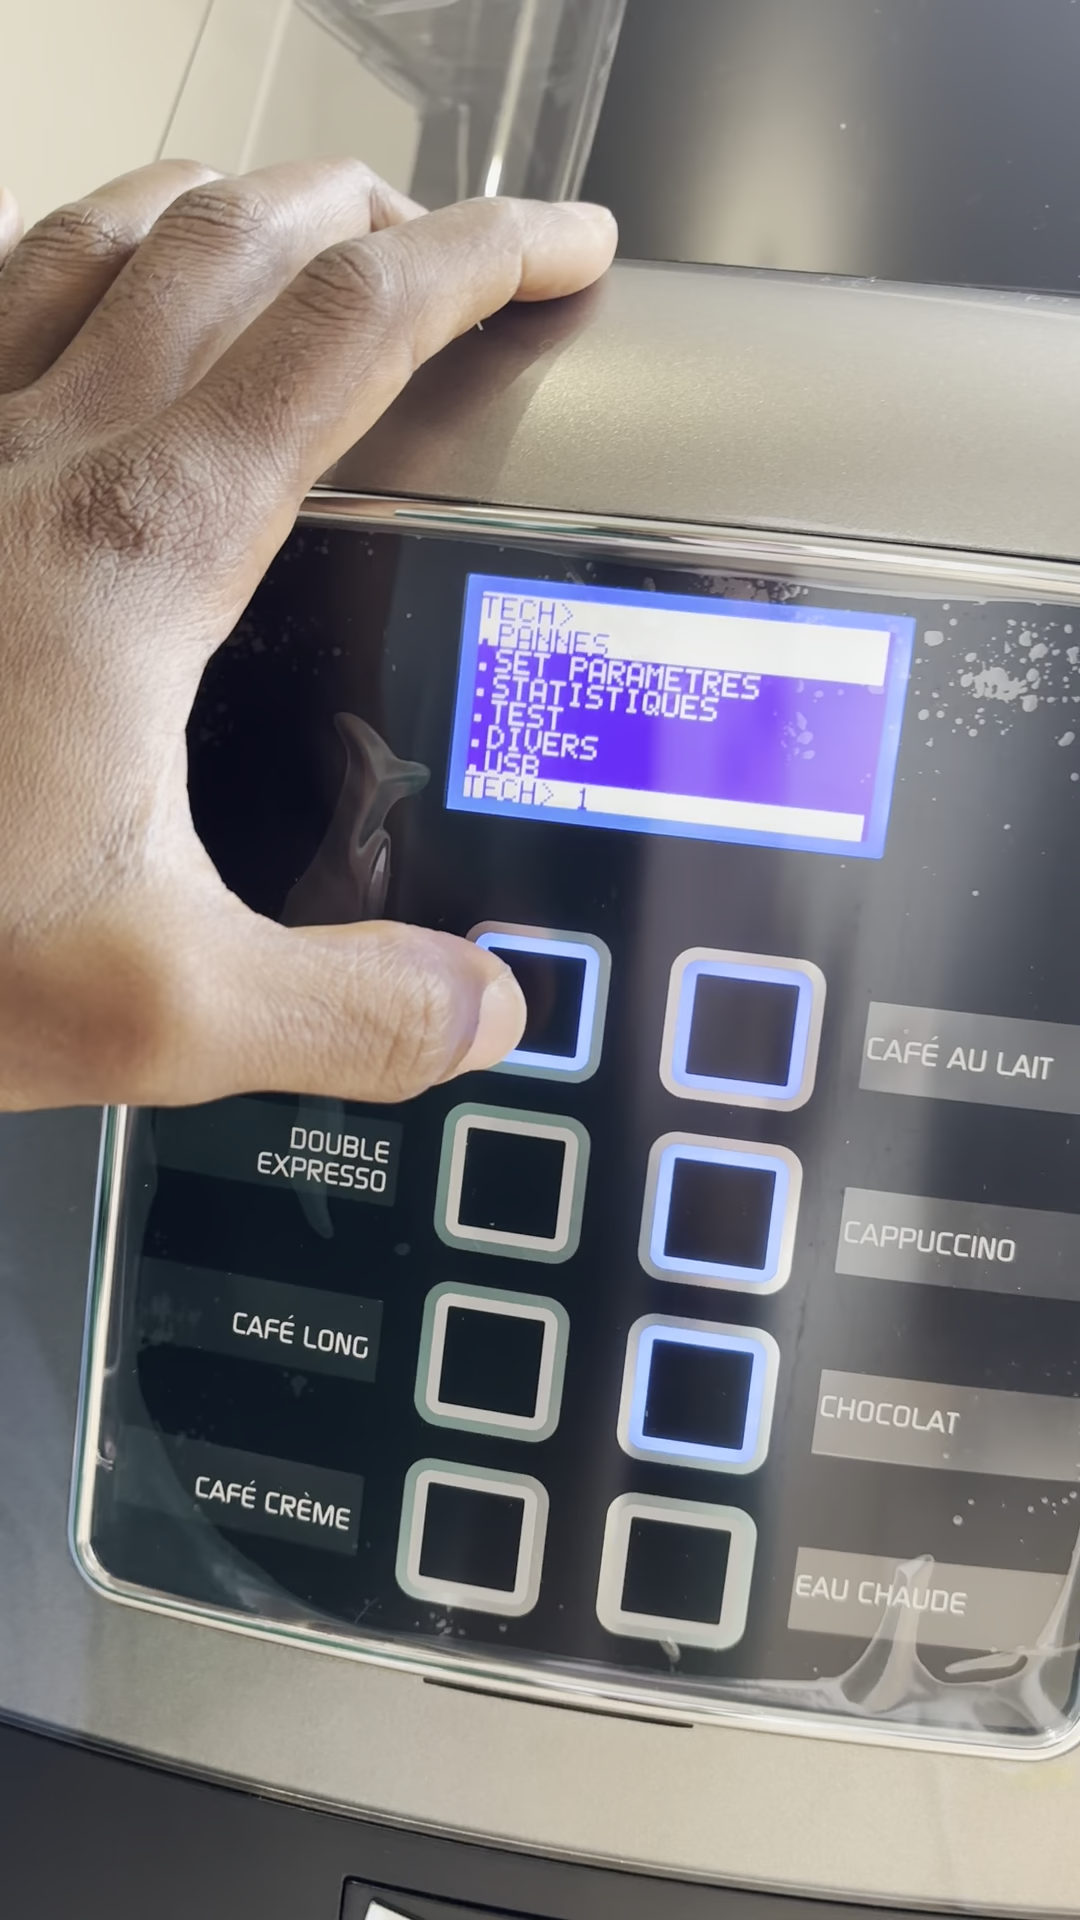 TECH>
.PANNES
.SET PARAMETRES
.STATISTIQUES
.TEST
.DIVERS
.USB
TECH> 1
CAFÉ AU LAIT
DOUBLE
EXPRESSO
CAPPUCCINO
CAFÉ LONG
CHOCOLAT
CAFÉ CRÈME
EAU CHAUDE